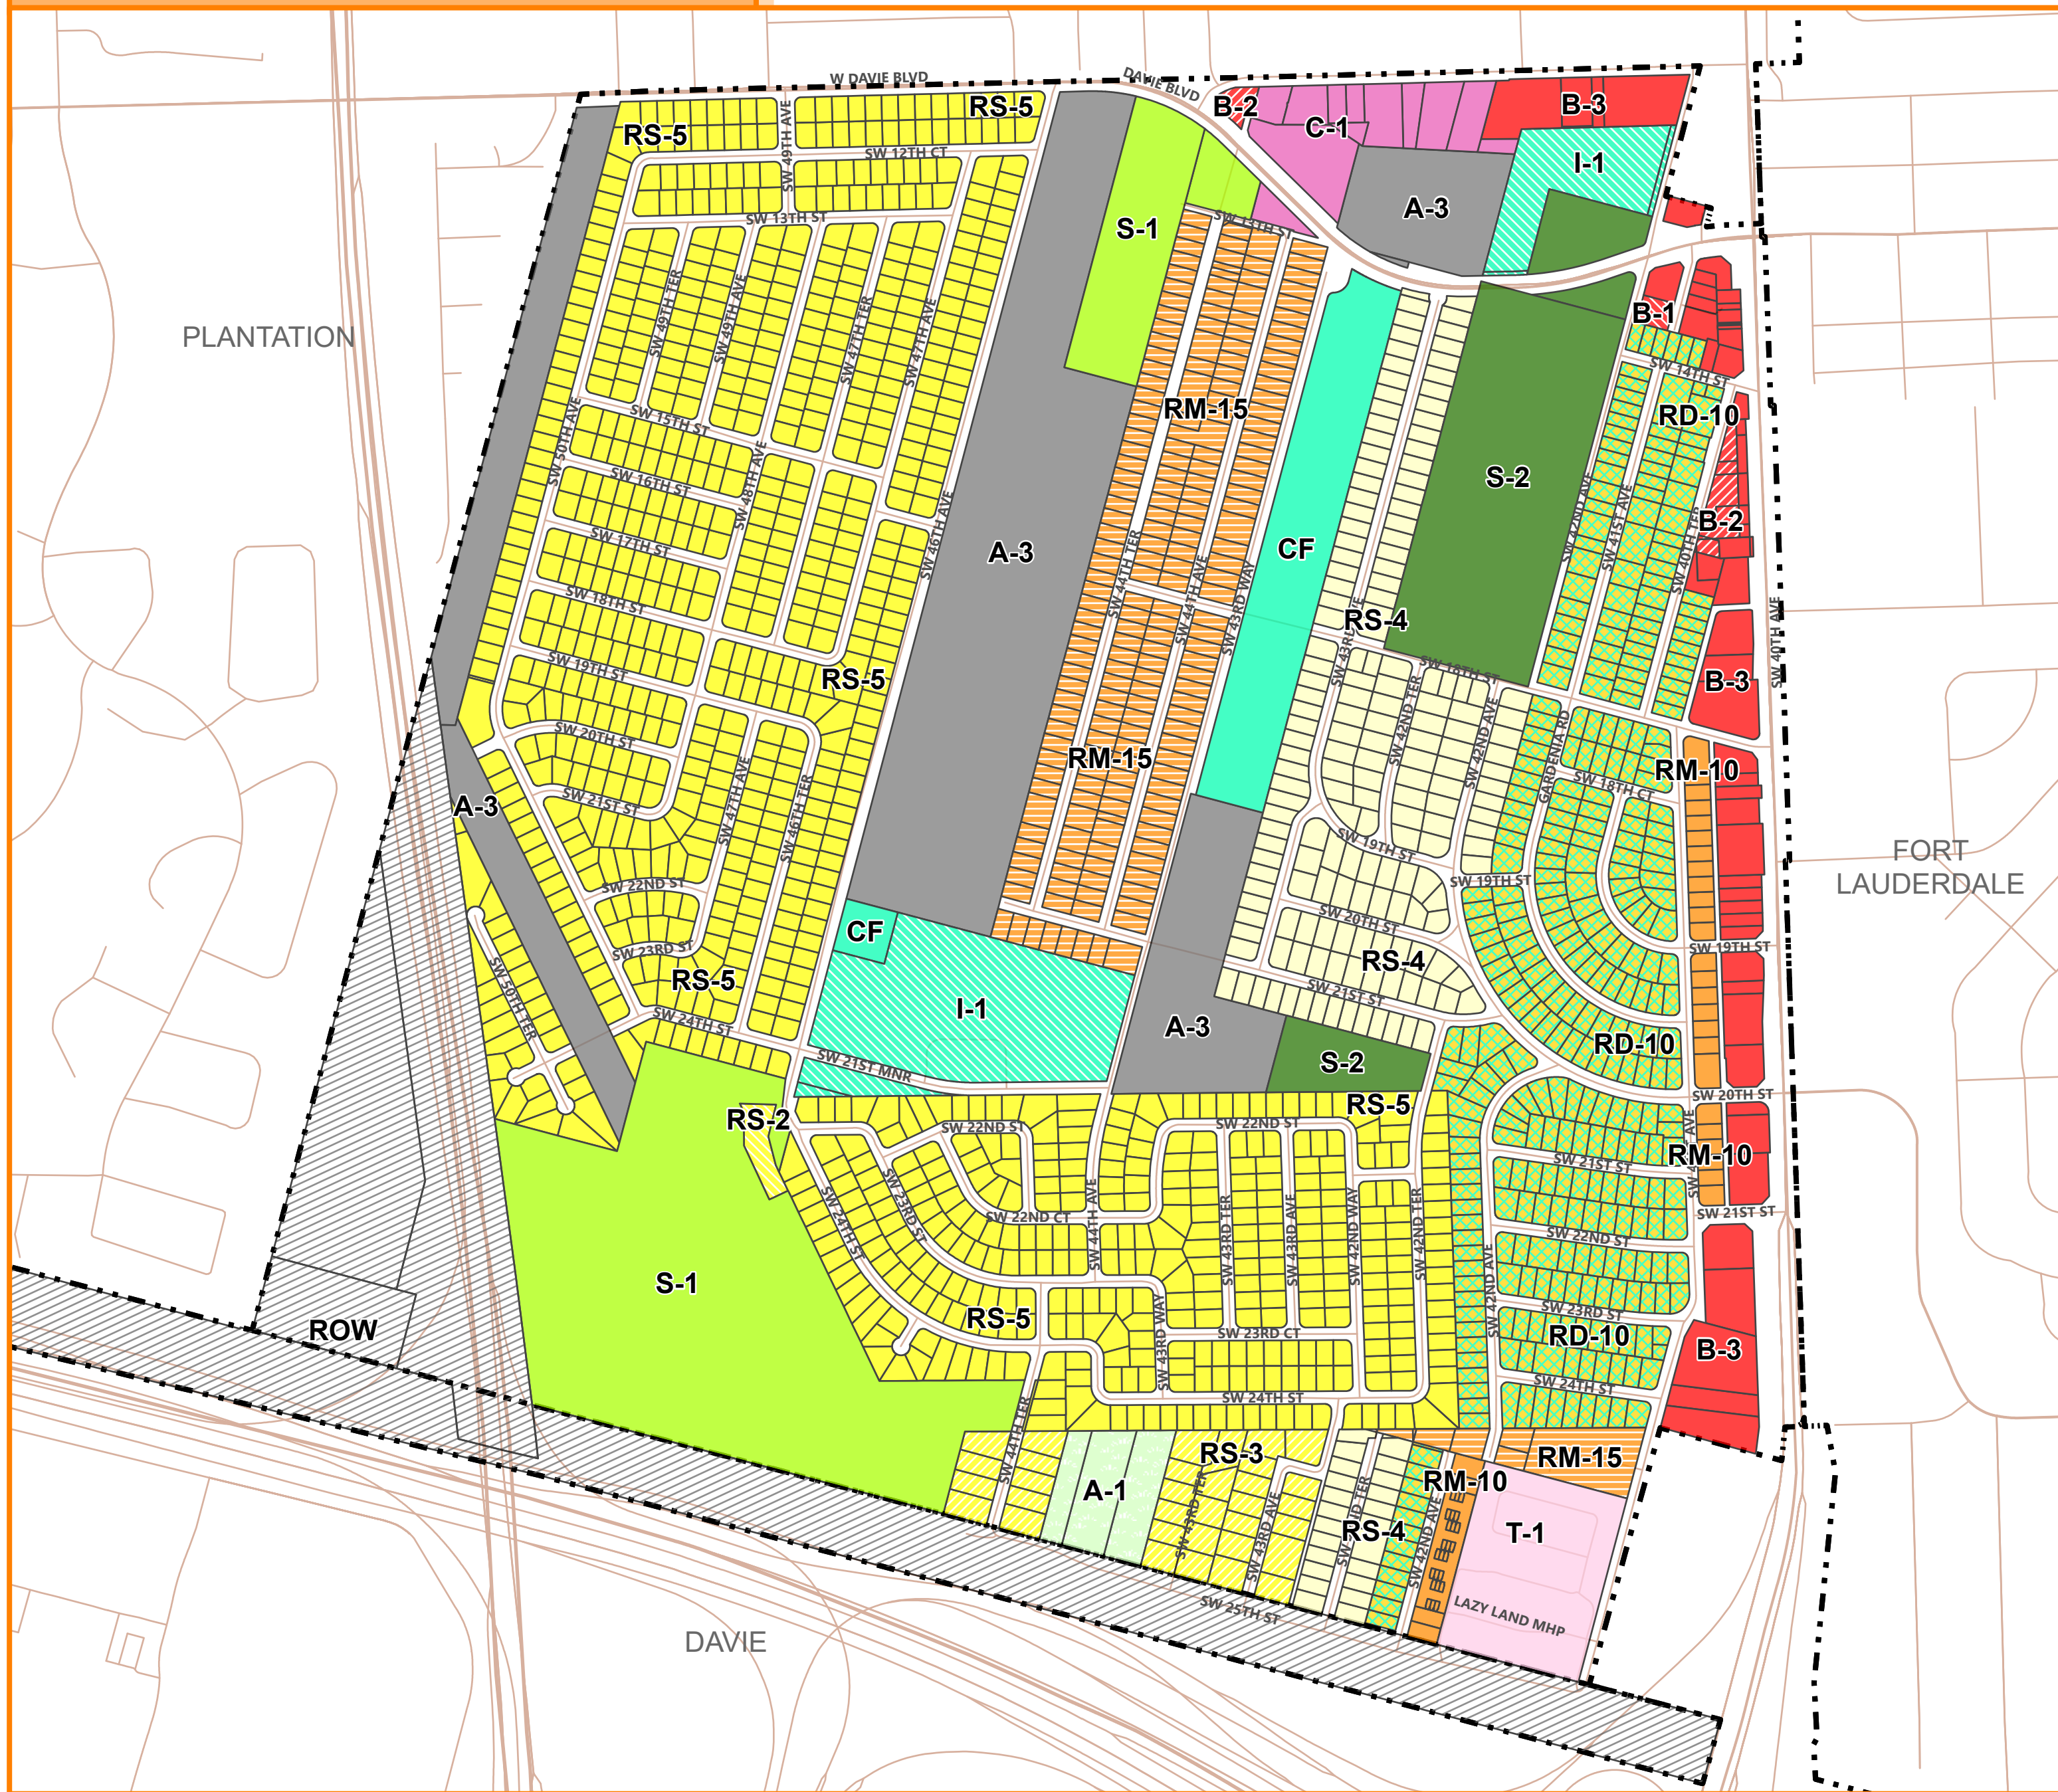 W DAVIE BLVD
DAVIE BLVD
RS-5
RS-5
SW 49TH AVE
SW 12TH CT
SW 13TH ST
B-2
C-1
B-3
I-1
A-3
S-1
SW 13TH ST
PLANTATION
SW 49TH TER
SW 49TH AVE
SW 47TH TER
SW 47TH AVE
B-1
SW 14TH ST
RD-10
RM-15
SW 50TH AVE
SW 15TH ST
SW 16TH ST
SW 48TH AVE
SW 17TH ST
SW 46TH AVE
A-3
S-2
CF
SW 42ND AVE
SW 41ST AVE
SW 40TH TER
B-2
SW 44TH TER
SW 44TH AVE
SW 43RD WAY
SW 18TH ST
RS-4
SW 40TH AVE
SW 19TH ST
RS-5
SW 18TH ST
B-3
SW 20TH ST
SW 42ND TER
SW 42ND AVE
GARDENIA RD
RM-15
RM-10
SW 18TH CT
SW 21ST ST
SW 47TH AVE
SW 46TH TER
A-3
SW 19TH ST
FORT
LAUDERDALE
SW 19TH ST
SW 22ND ST
SW 20TH ST
CF
SW 23RD ST
RS-5
RS-4
SW 19TH ST
SW 21ST ST
SW 50TH TER
I-1
SW 24TH ST
A-3
RD-10
SW 21ST MNR
S-2
SW 20TH ST
RS-2
RS-5
SW 22ND ST
SW 22ND ST
RM-10
SW 21ST ST
SW 23RD ST
SW 24TH ST
SW 22ND CT
SW 44TH AVE
SW 43RD TER
SW 43RD AVE
SW 42ND WAY
SW 42ND TER
SW 42ND AVE
SW 21ST ST
SW 22ND ST
S-1
RS-5
SW 43RD WAY
SW 23RD CT
SW 23RD ST
RD-10
ROW
B-3
SW 24TH ST
SW 24TH ST
SW 44TH TER
RS-3
RM-15
A-1
RM-10
SW 43RD TER
SW 43RD AVE
RS-4
SW 42ND AVE
T-1
LAZY LAND MHP
SW 25TH ST
DAVIE